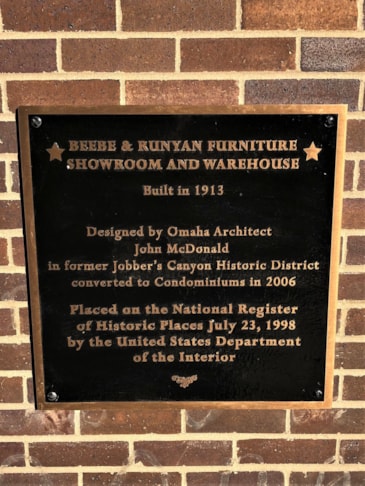 BEEBE & RUNYAN FURNITURE
SHOWROOM AND WAREHOUSE
Built in 1913
Designed by Omaha Architect
John McDonald
in former Jobber's Canyon Historic District
converted to Condominiums in 2006
Placed on the National Register
of Historic Places July 23, 1998
by the United States Department
of the Interior